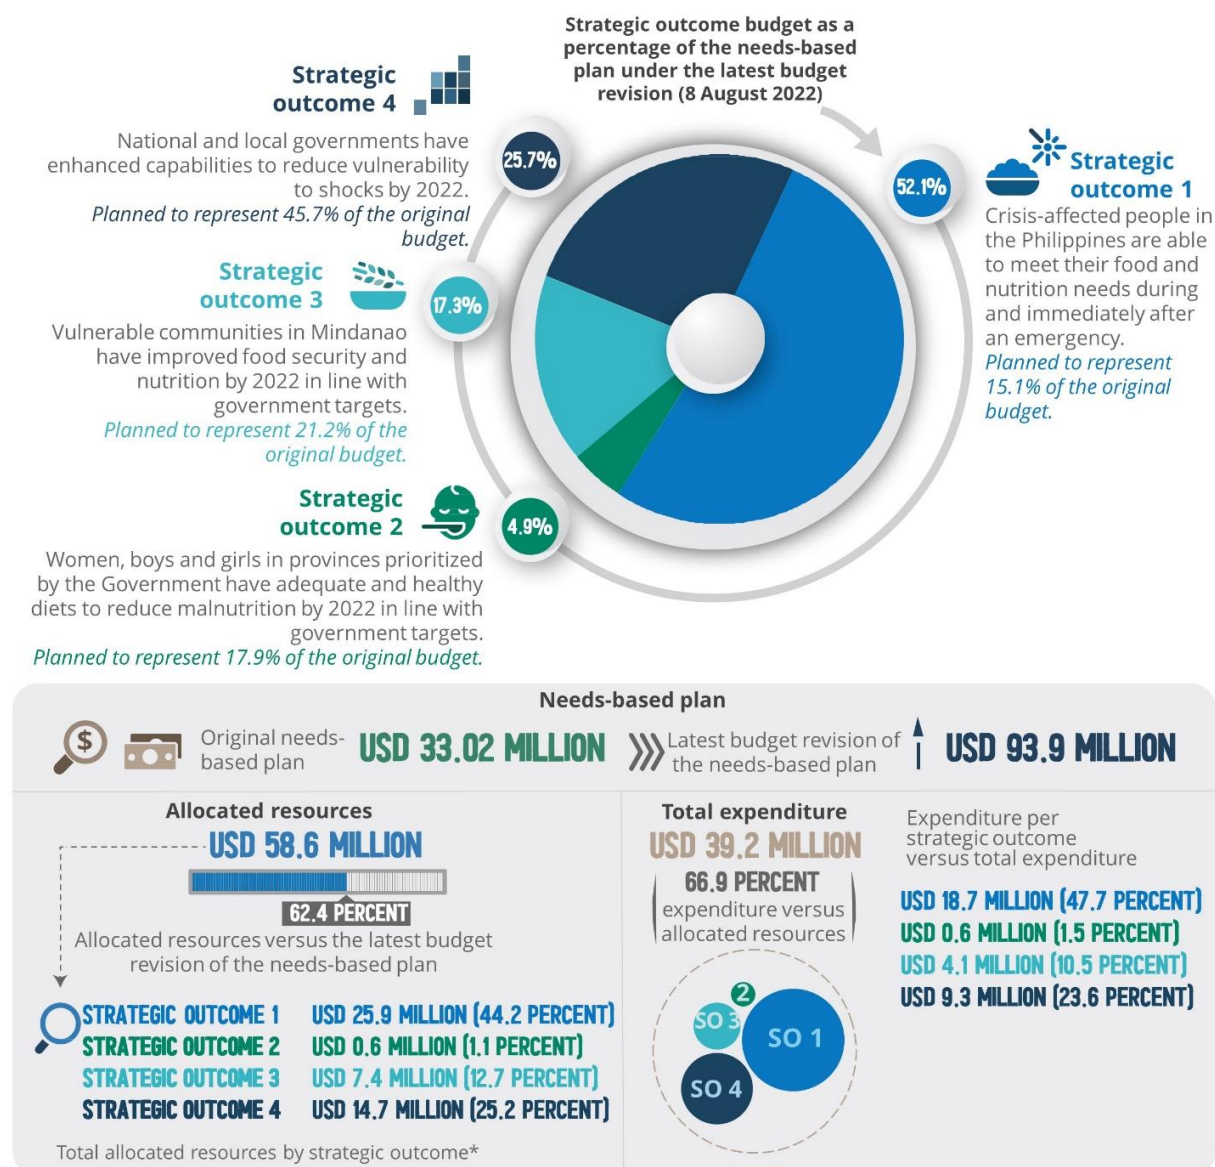 Strategic outcome budget as a
percentage of the needs-based
plan under the latest budget
revision (8 August 2022)
Strategic
outcome 4
National and local governments have
enhanced capabilities to reduce vulnerability
to shocks by 2022.
Planned to represent 45.7% of the original
budget.
25.7%
52.1%
Strategic
outcome 1
Crisis-affected people in
the Philippines are able
to meet their food and
nutrition needs during
and immediately after
an emergency.
Planned to represent
15.1% of the original
budget.
Strategic
outcome 3
Vulnerable communities in Mindanao
have improved food security and
nutrition by 2022 in line with
government targets.
Planned to represent 21.2% of the
original budget.
17.3%
Strategic
outcome 2
Women, boys and girls in provinces prioritized
by the Government have adequate and healthy
diets to reduce malnutrition by 2022 in line with
government targets.
Planned to represent 17.9% of the original budget.
4.9%
Needs-based plan
$
Original needs-
based plan
USD 33.02 MILLION
Latest budget revision of
the needs-based plan
USD 93.9 MILLION
Allocated resources
USD 58.6 MILLION
62.4 PERCENT
Allocated resources versus the latest budget
revision of the needs-based plan
STRATEGIC OUTCOME 1 USD 25.9 MILLION (44.2 PERCENT)
STRATEGIC OUTCOME 2 USD 0.6 MILLION (1.1 PERCENT)
STRATEGIC OUTCOME 3 USD 7.4 MILLION (12.7 PERCENT)
STRATEGIC OUTCOME 4 USD 14.7 MILLION (25.2 PERCENT)
Total allocated resources by strategic outcome*
Total expenditure
USD 39.2 MILLION
66.9 PERCENT
expenditure versus
allocated resources
2
SO 3
SO 1
SO 4
Expenditure per
strategic outcome
versus total expenditure
USD 18.7 MILLION (47.7 PERCENT)
USD 0.6 MILLION (1.5 PERCENT)
USD 4.1 MILLION (10.5 PERCENT)
USD 9.3 MILLION (23.6 PERCENT)